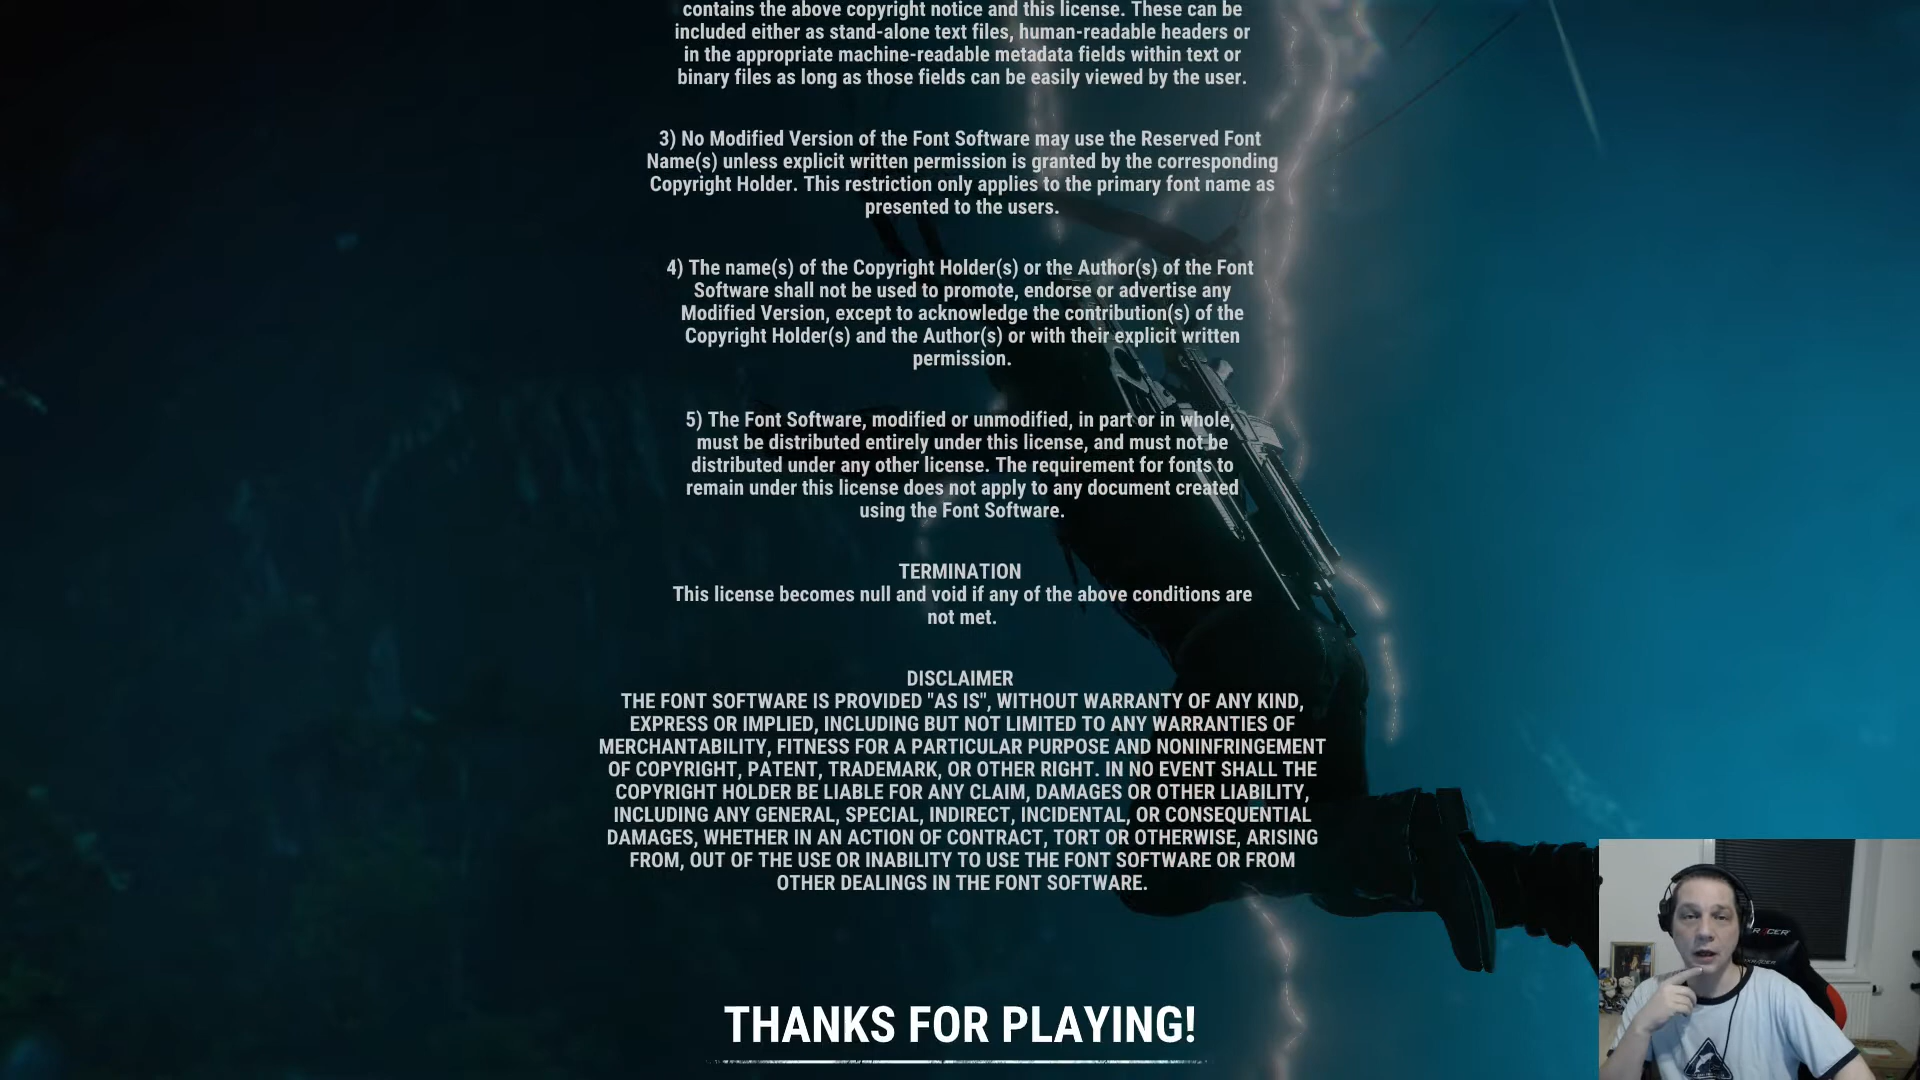 contains the above copyright notice and this license. These can be
included either as stand-alone text files, human-readable headers or
in the appropriate machine-readable metadata fields within text or
binary files as long as those fields can be easily viewed by the user.
3) No Modified Version of the Font Software may use the Reserved Font
Name(s) unless explicit written permission is granted by the corresponding
Copyright Holder. This restriction only applies to the primary font name as
presented to the users.
4) The name(s) of the Copyright Holder(s) or the Author(s) of the Font
Software shall not be used to promote, endorse or advertise any
Modified Version, except to acknowledge the contribution(s) of the
Copyright Holder(s) and the Author(s) or with their explicit written
permission.
5) The Font Software, modified or unmodified, in part or in whole,
must be distributed entirely under this license, and must not be
distributed under any other license. The requirement for fonts to
remain under this license does not apply to any document created
using the Font Software.
TERMINATION
This license becomes null and void if any of the above conditions are
not met.
DISCLAIMER
THE FONT SOFTWARE IS PROVIDED "AS IS", WITHOUT WARRANTY OF ANY KIND,
EXPRESS OR IMPLIED, INCLUDING BUT NOT LIMITED TO ANY WARRANTIES OF
MERCHANTABILITY, FITNESS FOR A PARTICULAR PURPOSE AND NONINFRINGEMENT
OF COPYRIGHT, PATENT, TRADEMARK, OR OTHER RIGHT. IN NO EVENT SHALL THE
COPYRIGHT HOLDER BE LIABLE FOR ANY CLAIM, DAMAGES OR OTHER LIABILITY,
INCLUDING ANY GENERAL, SPECIAL, INDIRECT, INCIDENTAL, OR CONSEQUENTIAL
DAMAGES, WHETHER IN AN ACTION OF CONTRACT, TORT OR OTHERWISE, ARISING
FROM, OUT OF THE USE OR INABILITY TO USE THE FONT SOFTWARE OR FROM
OTHER DEALINGS IN THE FONT SOFTWARE.
THANKS FOR PLAYING!